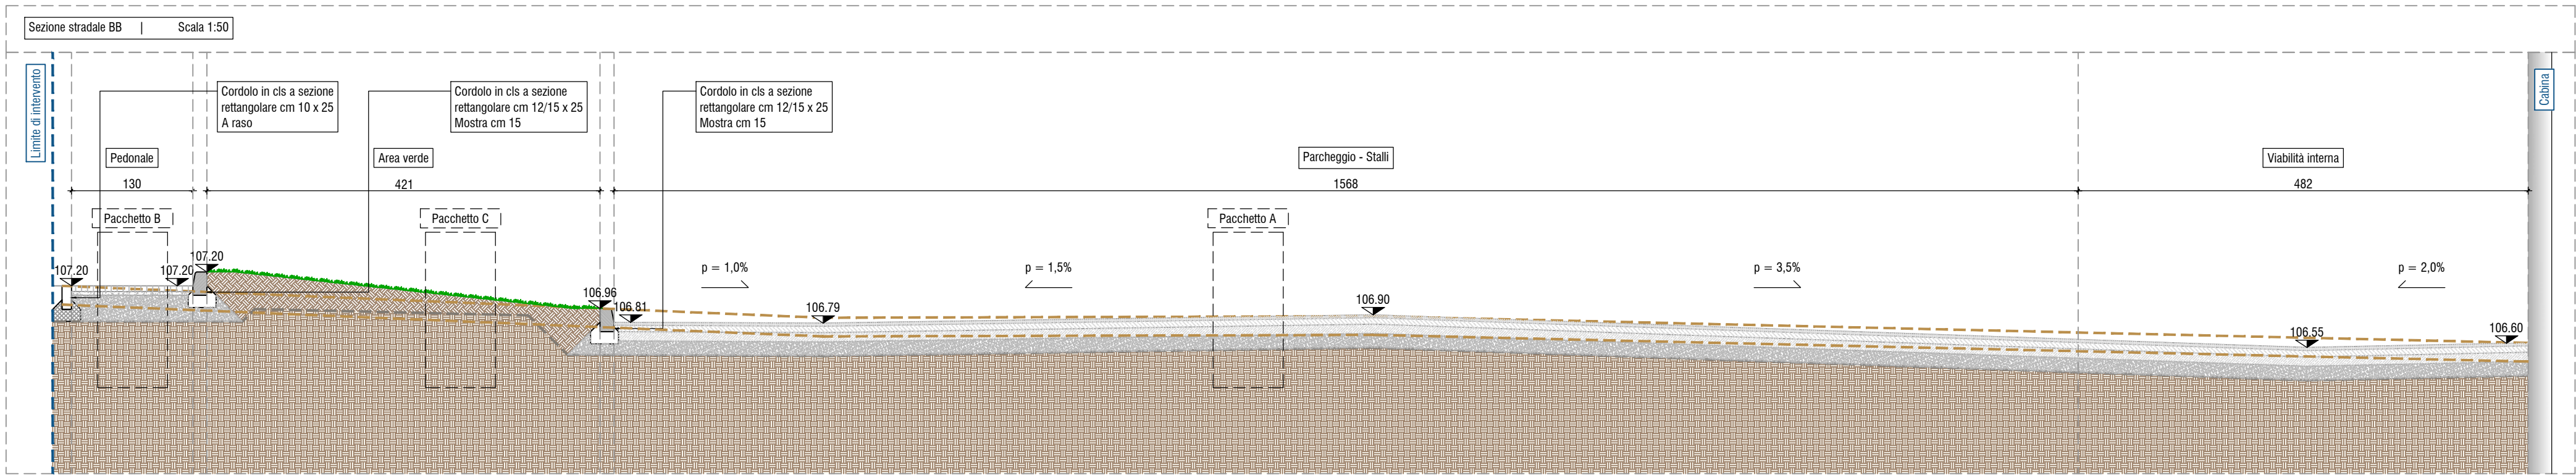 Sezione stradale BB | Scala 1:50
Limite di intervento
Cordolo in cls a sezione
rettangolare cm 10 x 25
A raso
Cordolo in cls a sezione
rettangolare cm 12/15 x 25
Mostra cm 15
Cordolo in cls a sezione
rettangolare cm 12/15 x 25
Mostra cm 15
Cabina
Pedonale
Area verde
Parcheggio - Stalli
Viabilità interna
130
421
1568
482
Pacchetto B
Pacchetto C
Pacchetto A
107.20
107.20
107.20
106.96
106.81
p = 1,0%
106.79
p = 1,5%
106.90
p = 3,5%
106.55
p = 2,0%
106.60